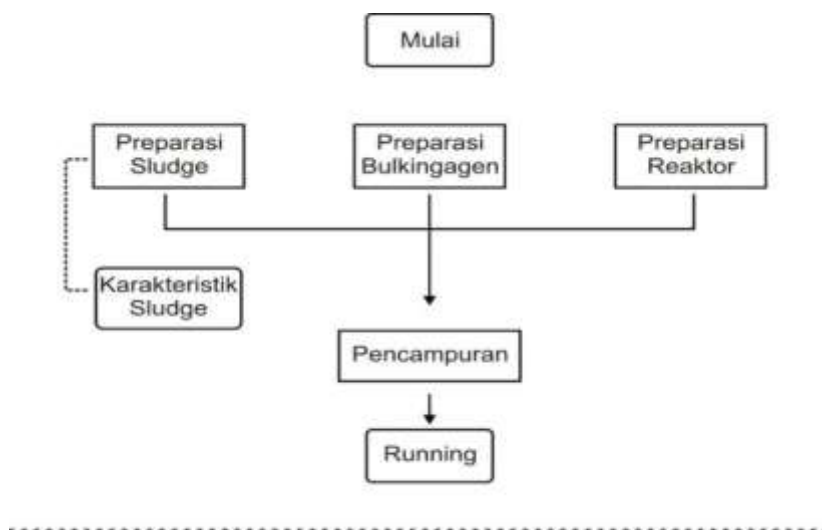 Mulai
Preparasi
Sludge
Preparasi
Bulkingagen
Preparasi
Reaktor
Karakteristik
Sludge
Pencampuran
Running